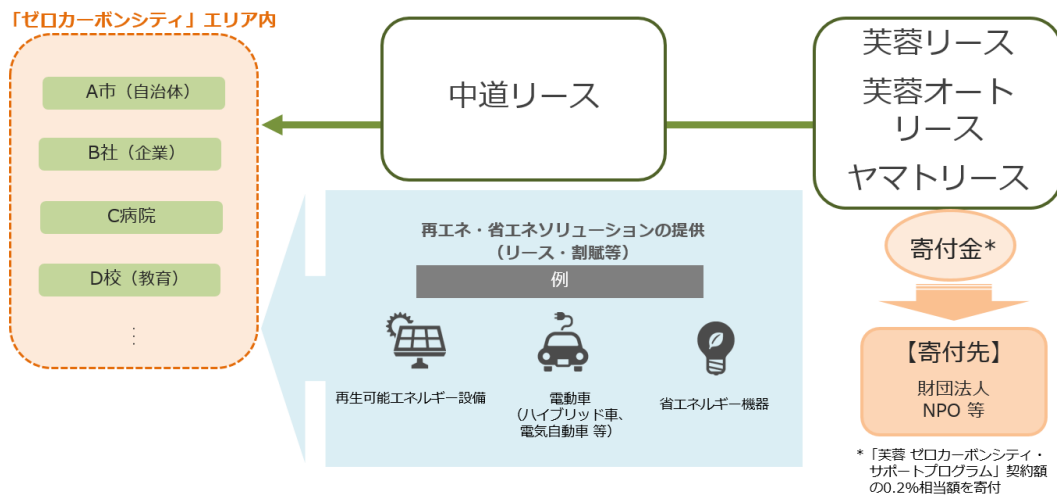 「ゼロカーボンシティ」エリア内
A市（自治体）
B社（企業）
C病院
D校（教育）
⋮
中道リース
芙蓉リース
芙蓉オート
リース
ヤマトリース
再エネ・省エネソリューションの提供
（リース・割賦等）
例
再生可能エネルギー設備
電動車
（ハイブリッド車、
電気自動車 等）
省エネルギー機器
寄付金*
【寄付先】
財団法人
NPO 等
*「芙蓉 ゼロカーボンシティ・
サポートプログラム」契約額
の0.2%相当額を寄付